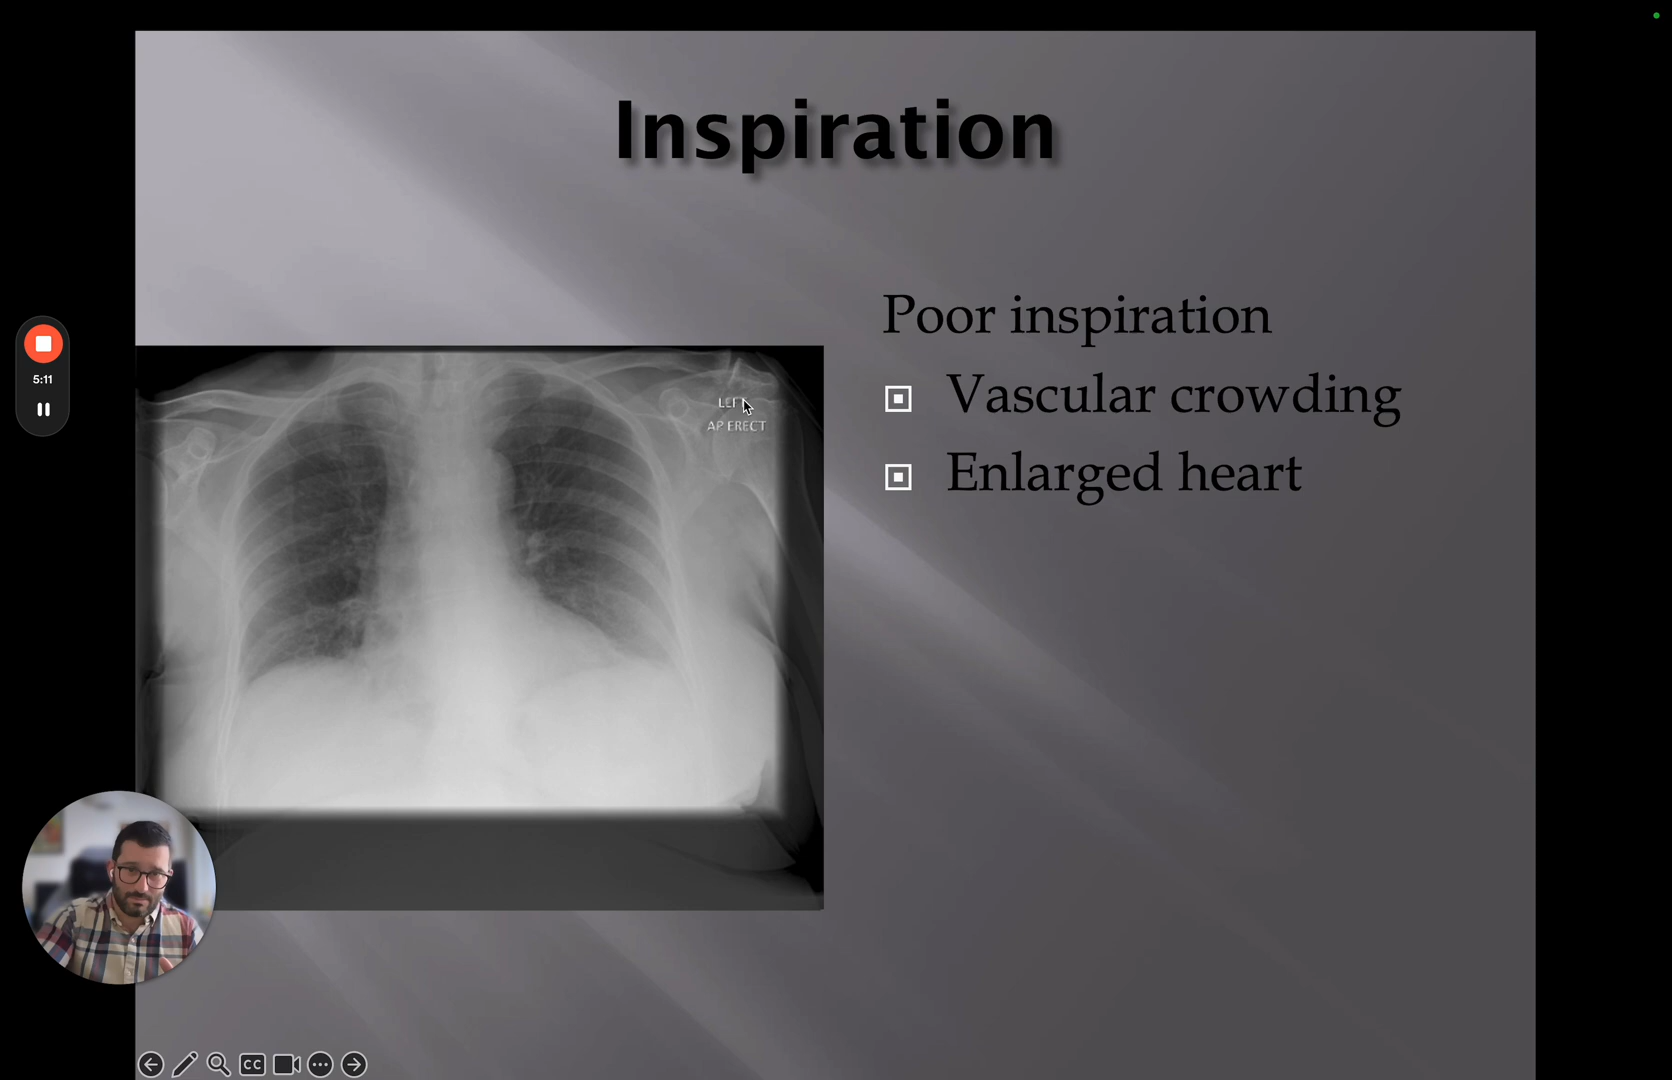 Inspiration
Poor inspiration
Vascular crowding
Enlarged heart
LEFT
AP ERECT
5:11
CC